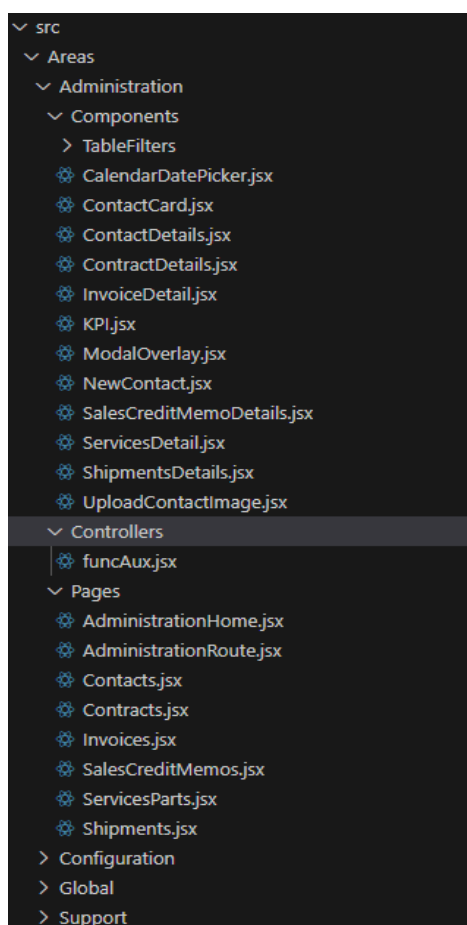 src
Areas
Administration
Components
TableFilters
CalendarDatePicker.jsx
ContactCard.jsx
ContactDetails.jsx
ContractDetails.jsx
InvoiceDetail.jsx
KPI.jsx
ModalOverlay.jsx
NewContact.jsx
SalesCreditMemoDetails.jsx
ServicesDetail.jsx
ShipmentsDetails.jsx
UploadContactImage.jsx
Controllers
funcAux.jsx
Pages
AdministrationHome.jsx
AdministrationRoute.jsx
Contacts.jsx
Contracts.jsx
Invoices.jsx
SalesCreditMemos.jsx
ServicesParts.jsx
Shipments.jsx
Configuration
Global
Support